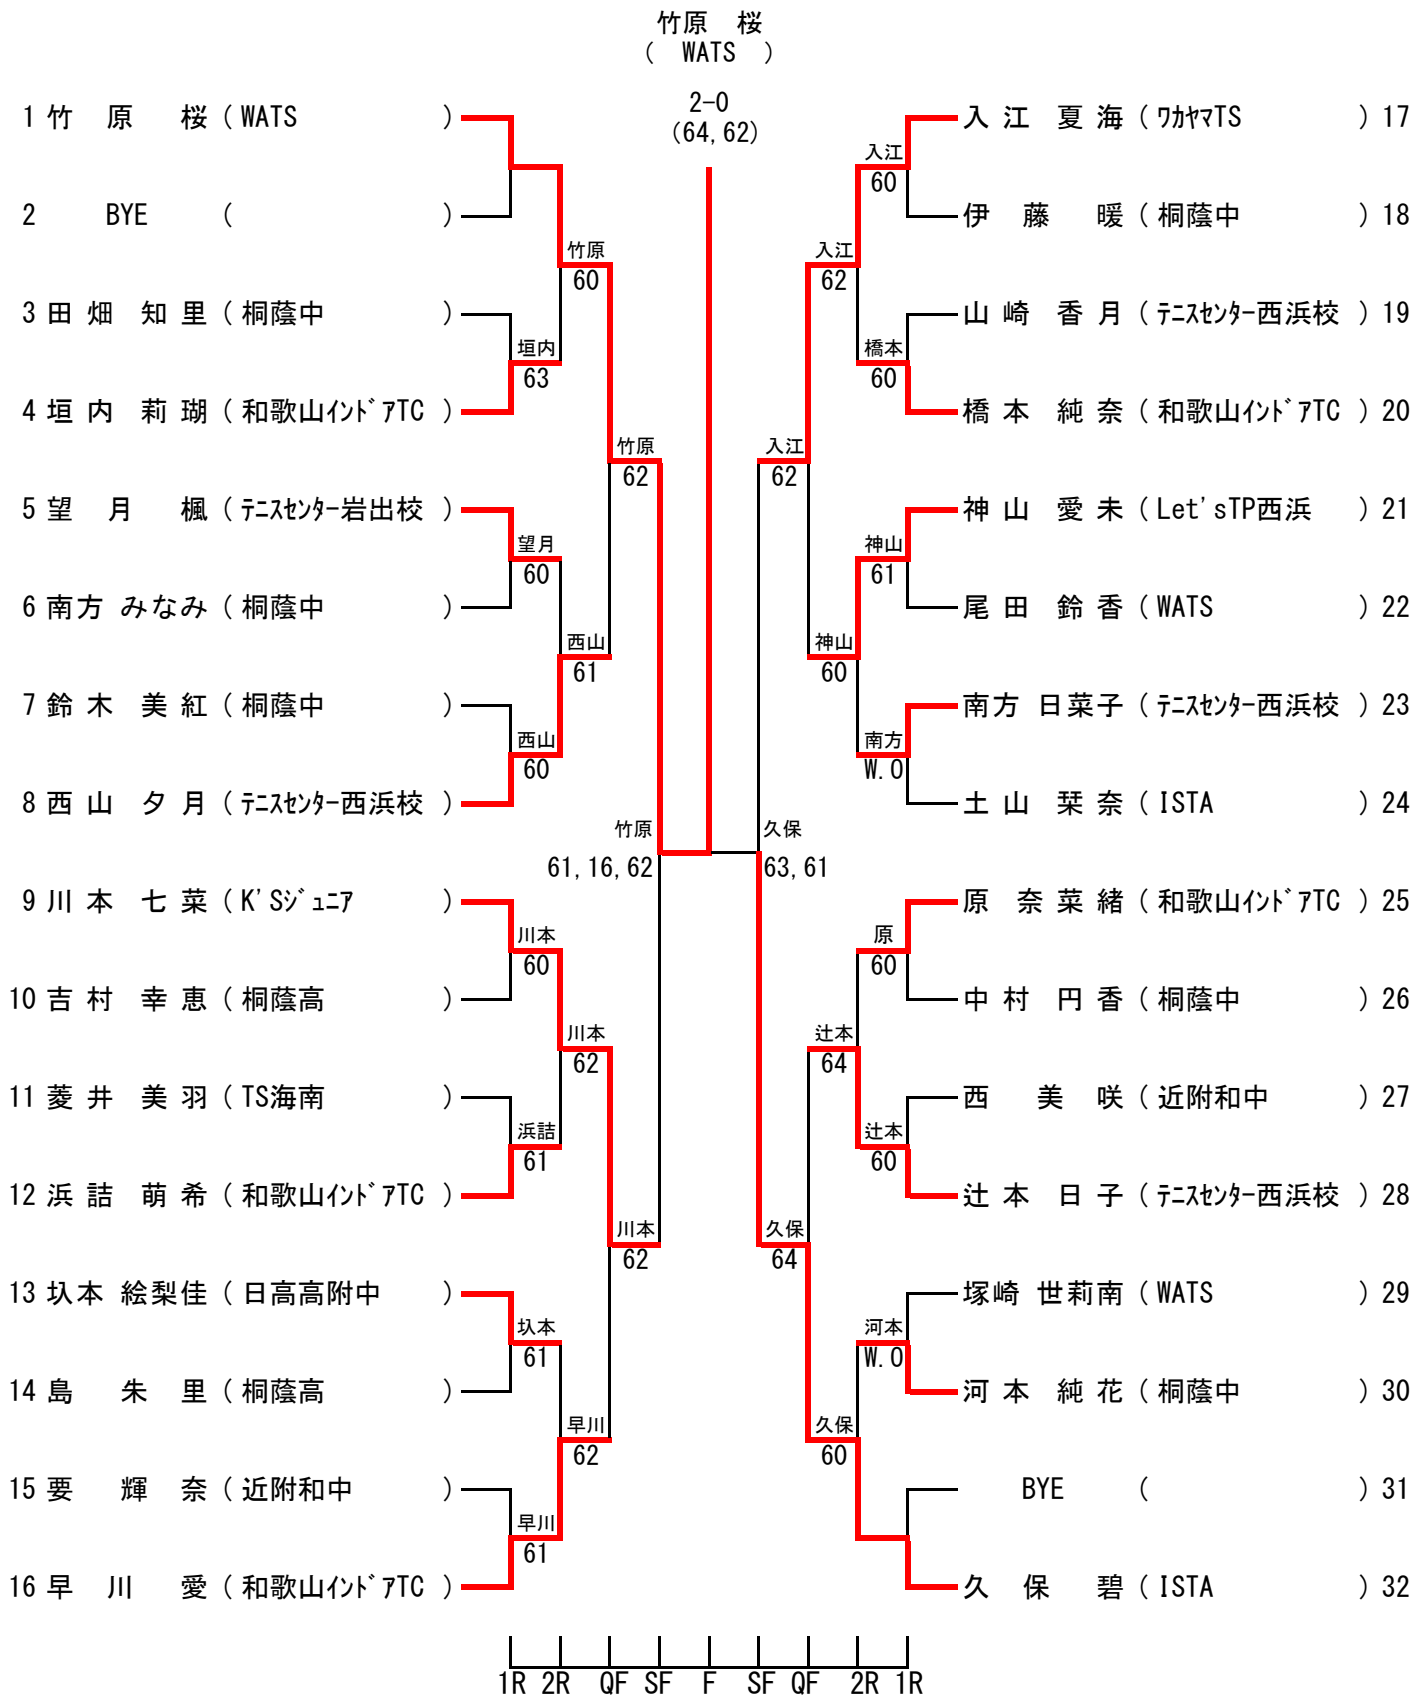 竹原 桜
( WATS )
2-0
(64, 62)
1 竹 原 桜 ( WATS )
2 BYE ( )
3 田 畑 知 里 ( 桐蔭中 )
4 垣 内 莉 瑚 ( 和歌山ｲﾝﾄﾞｱTC )
5 望 月 楓 ( ﾃﾆｽｾﾝﾀｰ岩出校 )
6 南方 みなみ ( 桐蔭中 )
7 鈴 木 美 紅 ( 桐蔭中 )
8 西 山 夕 月 ( ﾃﾆｽｾﾝﾀｰ西浜校 )
9 川 本 七 菜 ( K'Sｼﾞｭﾆｱ )
10 吉 村 幸 恵 ( 桐蔭高 )
11 菱 井 美 羽 ( TS海南 )
12 浜 詰 萌 希 ( 和歌山ｲﾝﾄﾞｱTC )
13 圦本 絵梨佳 ( 日高高附中 )
14 島 朱 里 ( 桐蔭高 )
15 要 輝 奈 ( 近附和中 )
16 早 川 愛 ( 和歌山ｲﾝﾄﾞｱTC )
垣内
63
望月
60
西山
60
川本
60
浜詰
61
圦本
61
早川
61
竹原
60
西山
61
川本
62
早川
62
竹原
62
川本
62
竹原
61, 16, 62
久保
63, 61
入江
62
久保
64
入江
62
神山
60
辻本
64
久保
60
入江
60
橋本
60
神山
61
南方
W.O
原
60
辻本
60
河本
W.O
入 江 夏 海 ( ﾜｶﾔﾏTS ) 17
伊 藤 暖 ( 桐蔭中 ) 18
山 崎 香 月 ( ﾃﾆｽｾﾝﾀｰ西浜校 ) 19
橋 本 純 奈 ( 和歌山ｲﾝﾄﾞｱTC ) 20
神 山 愛 未 ( Let'sTP西浜 ) 21
尾 田 鈴 香 ( WATS ) 22
南方 日菜子 ( ﾃﾆｽｾﾝﾀｰ西浜校 ) 23
土 山 栞 奈 ( ISTA ) 24
原 奈 菜 緒 ( 和歌山ｲﾝﾄﾞｱTC ) 25
中 村 円 香 ( 桐蔭中 ) 26
西 美 咲 ( 近附和中 ) 27
辻 本 日 子 ( ﾃﾆｽｾﾝﾀｰ西浜校 ) 28
塚崎 世莉南 ( WATS ) 29
河 本 純 花 ( 桐蔭中 ) 30
BYE ( ) 31
久 保 碧 ( ISTA ) 32
1R 2R QF SF F SF QF 2R 1R